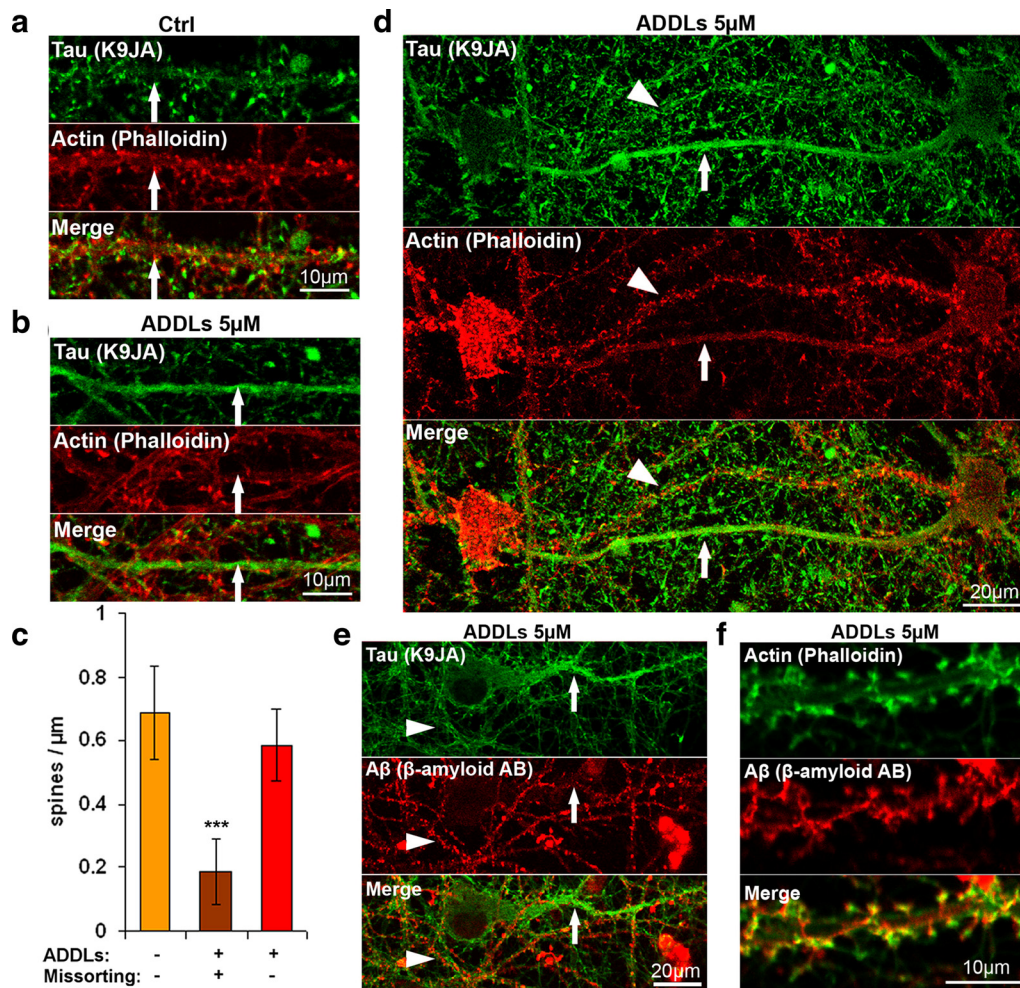 a
Ctrl
Tau (K9JA)
Actin (Phalloidin)
Merge
10µm
b
ADDLs 5µM
Tau (K9JA)
Actin (Phalloidin)
Merge
10µm
c
spines / µm
1
0.8
0.6
0.4
0.2
0
***
ADDLs: - + +
Missorting: - + -
d
ADDLs 5µM
Tau (K9JA)
Actin (Phalloidin)
Merge
20µm
e
ADDLs 5µM
Tau (K9JA)
Aβ (β-amyloid AB)
Merge
20µm
f
ADDLs 5µM
Actin (Phalloidin)
Aβ (β-amyloid AB)
Merge
10µm